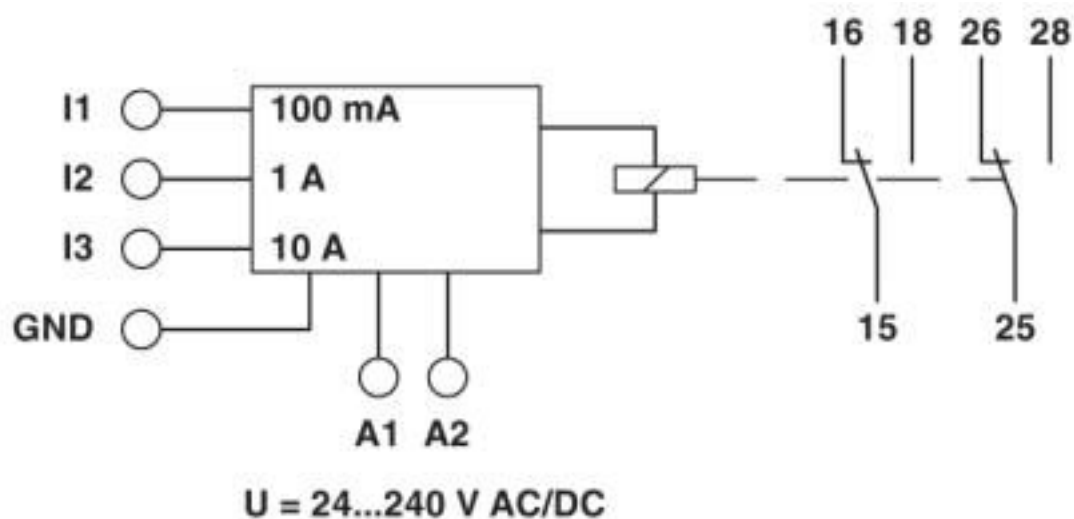 16 18 26 28
I1 100 mA
I2 1 A
I3 10 A
GND
15 25
A1 A2
U = 24...240 V AC/DC